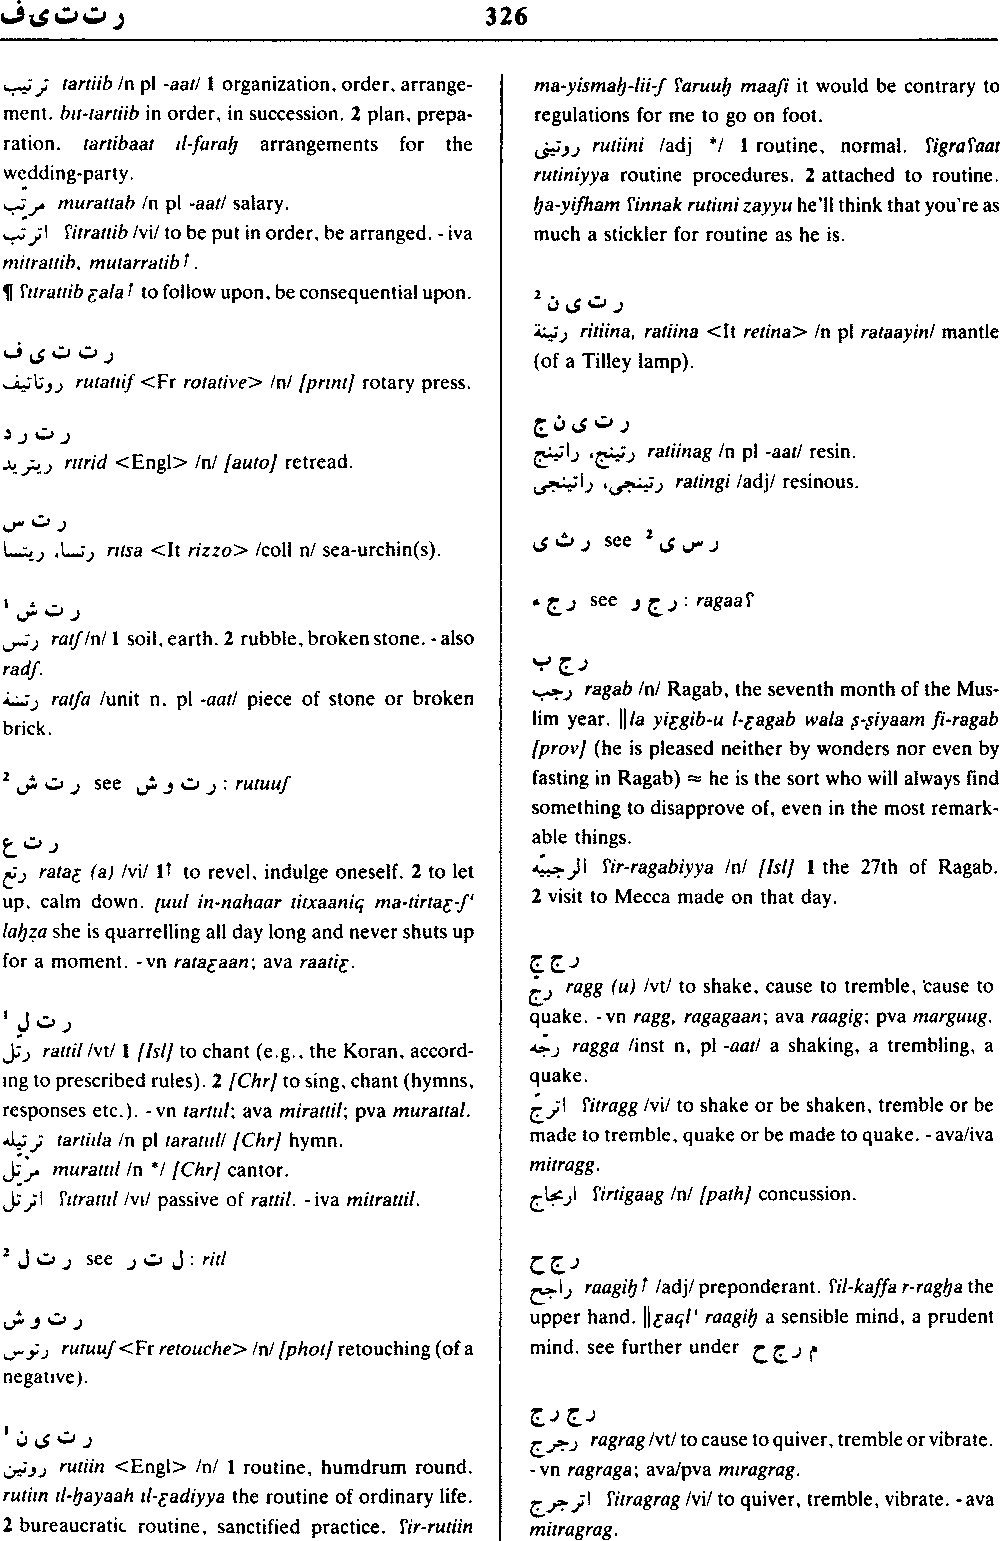 ر ت ت ی ف
326
ترتيب tartiib /n pl -aat/ 1 organization, order, arrange-
ment. bit-tartiib in order, in succession. 2 plan, prepa-
ration. tartibaat il-faraḥ arrangements for the
wedding-party.
مرتّب murattab /n pl -aat/ salary.
اترتّب ʕitrattib /vi/ to be put in order, be arranged. -iva
mitrattib, mutarratib↑.
¶ ʕitrattib ɛala↑ to follow upon, be consequential upon.
ر ت ت ی ف
روتاتيف rutatiif <Fr rotative> /n/ [print] rotary press.
ر ت ر د
ريتريد ritrid <Engl> /n/ [auto] retread.
ر ت س
رتسا، ريتسا ritsa <It rizzo> /coll n/ sea-urchin(s).
ر ت ش ¹
رتش ratʃ /n/ 1 soil, earth. 2 rubble, broken stone. -also
radʃ.
رتشة ratʃa /unit n, pl -aat/ piece of stone or broken
brick.
ر ت ش ² see ر ت و ش : rutuuʃ
ر ت ع
رتع rataɛ (a) /vi/ 1↑ to revel, indulge oneself. 2 to let
up, calm down. ṭuul in-nahaar titxaaniq ma-tirtaɛ-ʃ'
laḥẓa she is quarrelling all day long and never shuts up
for a moment. -vn rataɛaan; ava raatiɛ.
ر ت ل ¹
رتّل rattil /vt/ 1 [Isl] to chant (e.g., the Koran, accord-
ing to prescribed rules). 2 [Chr] to sing, chant (hymns,
responses etc.). -vn tartiil; ava mirattil; pva murattal.
ترتيله tartiila /n pl taratiil/ [Chr] hymn.
مرتّل murattil /n */ [Chr] cantor.
اترتّل ʕitrattil /vi/ passive of rattil. -iva mitrattil.
ر ت ل ² see ل ت ر : ritl
ر ت و ش
رتوش rutuuʃ <Fr retouche> /n/ [phot] retouching (of a
negative).
ر ت ی ن ¹
روتين rutiin <Engl> /n/ 1 routine, humdrum round.
rutiin il-ḥayaah il-ɛadiyya the routine of ordinary life.
2 bureaucratic routine, sanctified practice. ʕir-rutiin
ma-yismaḥ-lii-ʃ ʕaruuḥ maaʃi it would be contrary to
regulations for me to go on foot.
روتينى rutiini /adj */ 1 routine, normal. ʕigraʕaat
rutiniyya routine procedures. 2 attached to routine.
ḥa-yifham ʕinnak rutiini zayyu he'll think that you're as
much a stickler for routine as he is.
ر ت ی ن ²
رتينة ritiina, ratiina <It retina> /n pl rataayin/ mantle
(of a Tilley lamp).
ر ت ی ن ج
رتينج، راتينج ratiinag /n pl -aat/ resin.
رتينجى، راتينجى ratingi /adj/ resinous.
ر ث ی see ر س ی ²
ر ج ء see ر ج و : ragaaʕ
ر ج ب
رجب ragab /n/ Ragab, the seventh month of the Mus-
lim year. ‖la yiɛgib-u l-ɛagab wala ṣ-ṣiyaam fi-ragab
[prov] (he is pleased neither by wonders nor even by
fasting in Ragab) ≈ he is the sort who will always find
something to disapprove of, even in the most remark-
able things.
الرجبيّه ʕir-ragabiyya /n/ [Isl] 1 the 27th of Ragab.
2 visit to Mecca made on that day.
ر ج ج
رجّ ragg (u) /vt/ to shake, cause to tremble, cause to
quake. -vn ragg, ragagaan; ava raagig; pva marguug.
رجّه ragga /inst n, pl -aat/ a shaking, a trembling, a
quake.
اترجّ ʕitragg /vi/ to shake or be shaken, tremble or be
made to tremble, quake or be made to quake. -ava/iva
mitragg.
ارتجاج ʕirtigaag /n/ [path] concussion.
ر ج ح
راجح raagiḥ↑ /adj/ preponderant. ʕil-kaffa r-ragḥa the
upper hand. ‖ɛaql' raagiḥ a sensible mind, a prudent
mind. see further under م ر ج ح
ر ج ر ج
رجرج ragrag /vt/ to cause to quiver, tremble or vibrate.
-vn ragraga; ava/pva miragrag.
اترجرج ʕitragrag /vi/ to quiver, tremble, vibrate. -ava
mitragrag.